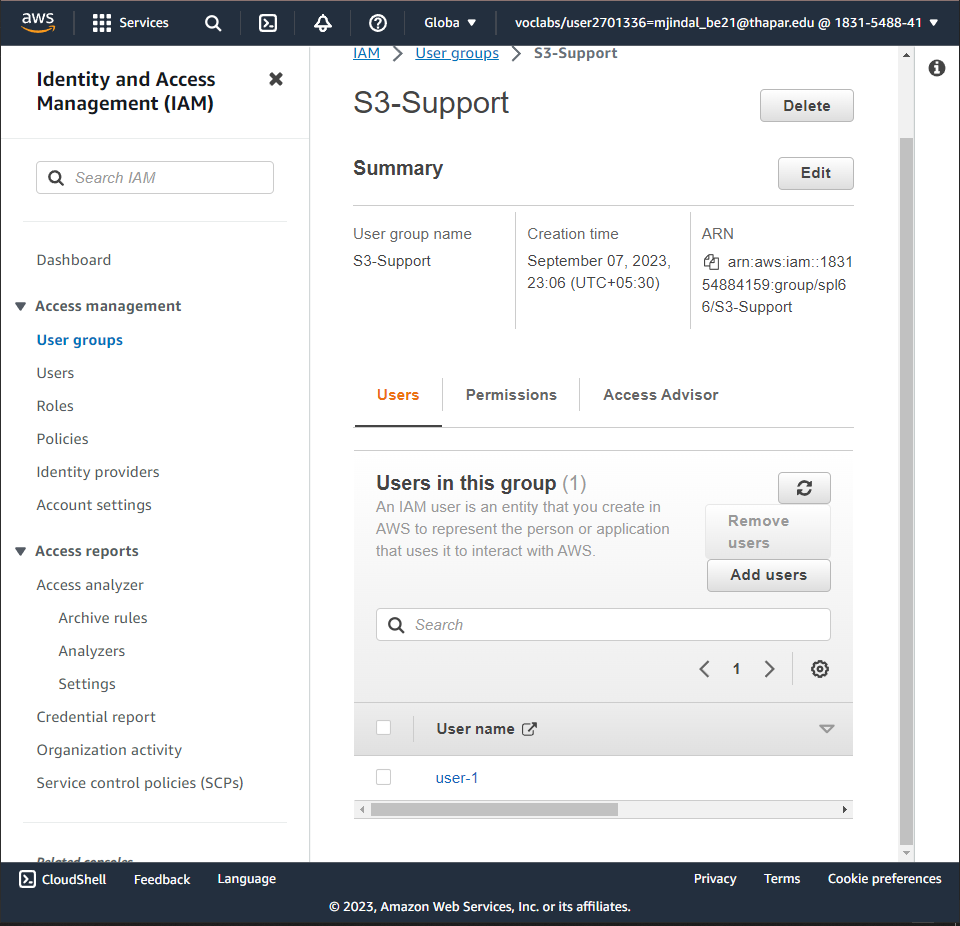 aws
Services
Globa
voclabs/user2701336=mjindal_be21@thapar.edu @ 1831-5488-41
Identity and Access
Management (IAM)
Search IAM
Dashboard
Access management
User groups
Users
Roles
Policies
Identity providers
Account settings
Access reports
Access analyzer
Archive rules
Analyzers
Settings
Credential report
Organization activity
Service control policies (SCPs)
Related consoles
IAM > User groups > S3-Support
S3-Support
Delete
Summary
Edit
User group name
S3-Support
Creation time
September 07, 2023,
23:06 (UTC+05:30)
ARN
arn:aws:iam::1831
54884159:group/spl6
6/S3-Support
Users
Permissions
Access Advisor
Users in this group (1)
An IAM user is an entity that you create in
AWS to represent the person or application
that uses it to interact with AWS.
Remove
users
Add users
Search
1
User name
user-1
CloudShell
Feedback
Language
Privacy
Terms
Cookie preferences
© 2023, Amazon Web Services, Inc. or its affiliates.